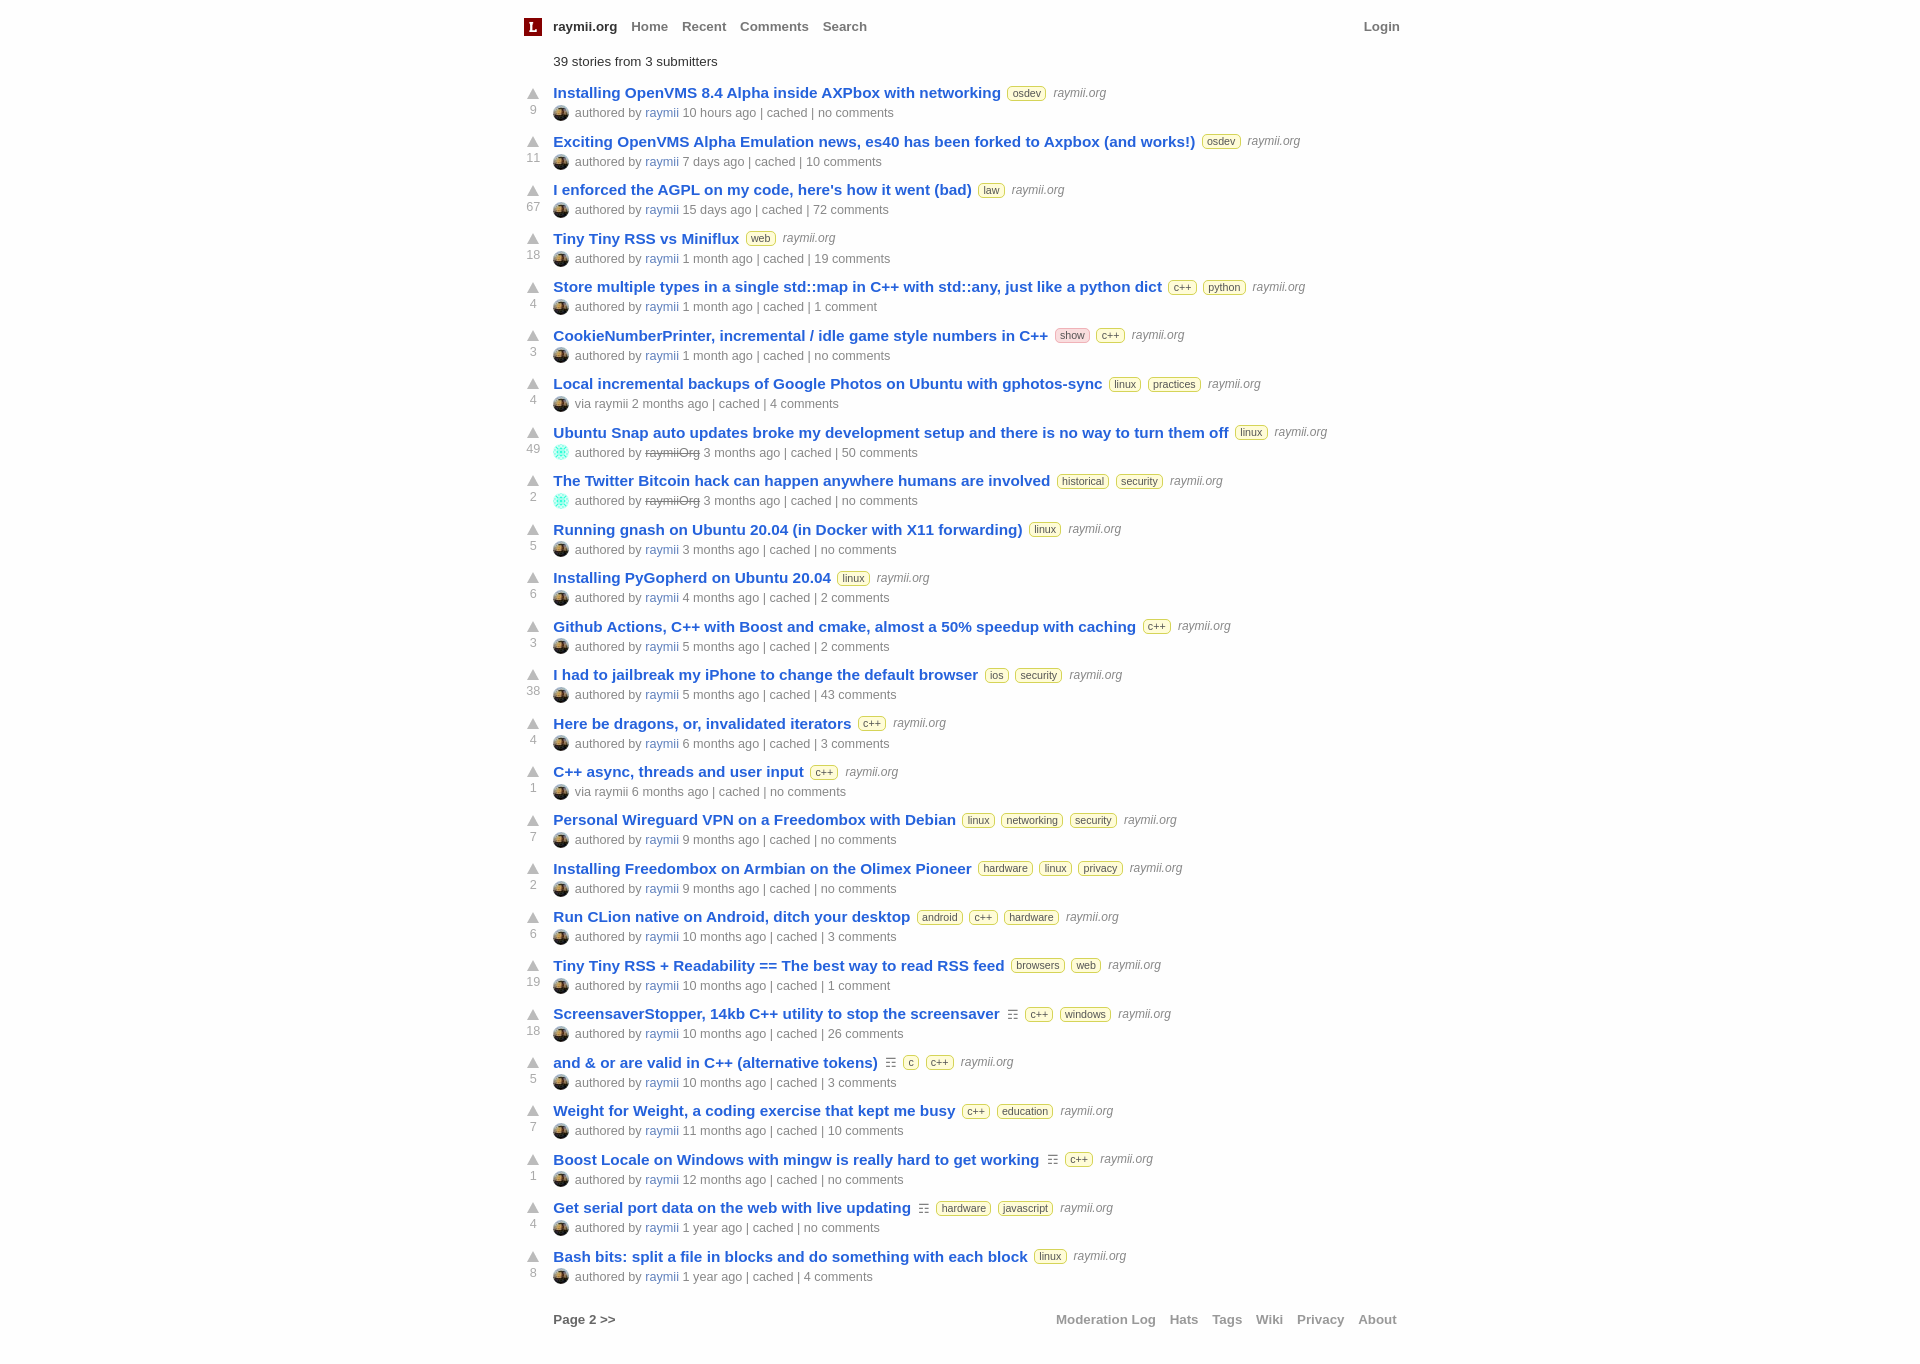 L raymii.org Home Recent Comments Search Login
39 stories from 3 submitters
Installing OpenVMS 8.4 Alpha inside AXPbox with networking osdev raymii.org
9 authored by raymii 10 hours ago | cached | no comments
Exciting OpenVMS Alpha Emulation news, es40 has been forked to Axpbox (and works!) osdev raymii.org
11 authored by raymii 7 days ago | cached | 10 comments
I enforced the AGPL on my code, here's how it went (bad) law raymii.org
67 authored by raymii 15 days ago | cached | 72 comments
Tiny Tiny RSS vs Miniflux web raymii.org
18 authored by raymii 1 month ago | cached | 19 comments
Store multiple types in a single std::map in C++ with std::any, just like a python dict c++ python raymii.org
4 authored by raymii 1 month ago | cached | 1 comment
CookieNumberPrinter, incremental / idle game style numbers in C++ show c++ raymii.org
3 authored by raymii 1 month ago | cached | no comments
Local incremental backups of Google Photos on Ubuntu with gphotos-sync linux practices raymii.org
4 via raymii 2 months ago | cached | 4 comments
Ubuntu Snap auto updates broke my development setup and there is no way to turn them off linux raymii.org
49 authored by raymiiOrg 3 months ago | cached | 50 comments
The Twitter Bitcoin hack can happen anywhere humans are involved historical security raymii.org
2 authored by raymiiOrg 3 months ago | cached | no comments
Running gnash on Ubuntu 20.04 (in Docker with X11 forwarding) linux raymii.org
5 authored by raymii 3 months ago | cached | no comments
Installing PyGopherd on Ubuntu 20.04 linux raymii.org
6 authored by raymii 4 months ago | cached | 2 comments
Github Actions, C++ with Boost and cmake, almost a 50% speedup with caching c++ raymii.org
3 authored by raymii 5 months ago | cached | 2 comments
I had to jailbreak my iPhone to change the default browser ios security raymii.org
38 authored by raymii 5 months ago | cached | 43 comments
Here be dragons, or, invalidated iterators c++ raymii.org
4 authored by raymii 6 months ago | cached | 3 comments
C++ async, threads and user input c++ raymii.org
1 via raymii 6 months ago | cached | no comments
Personal Wireguard VPN on a Freedombox with Debian linux networking security raymii.org
7 authored by raymii 9 months ago | cached | no comments
Installing Freedombox on Armbian on the Olimex Pioneer hardware linux privacy raymii.org
2 authored by raymii 9 months ago | cached | no comments
Run CLion native on Android, ditch your desktop android c++ hardware raymii.org
6 authored by raymii 10 months ago | cached | 3 comments
Tiny Tiny RSS + Readability == The best way to read RSS feed browsers web raymii.org
19 authored by raymii 10 months ago | cached | 1 comment
ScreensaverStopper, 14kb C++ utility to stop the screensaver ☶ c++ windows raymii.org
18 authored by raymii 10 months ago | cached | 26 comments
and & or are valid in C++ (alternative tokens) ☶ c c++ raymii.org
5 authored by raymii 10 months ago | cached | 3 comments
Weight for Weight, a coding exercise that kept me busy c++ education raymii.org
7 authored by raymii 11 months ago | cached | 10 comments
Boost Locale on Windows with mingw is really hard to get working ☶ c++ raymii.org
1 authored by raymii 12 months ago | cached | no comments
Get serial port data on the web with live updating ☶ hardware javascript raymii.org
4 authored by raymii 1 year ago | cached | no comments
Bash bits: split a file in blocks and do something with each block linux raymii.org
8 authored by raymii 1 year ago | cached | 4 comments
Page 2 >> Moderation Log Hats Tags Wiki Privacy About